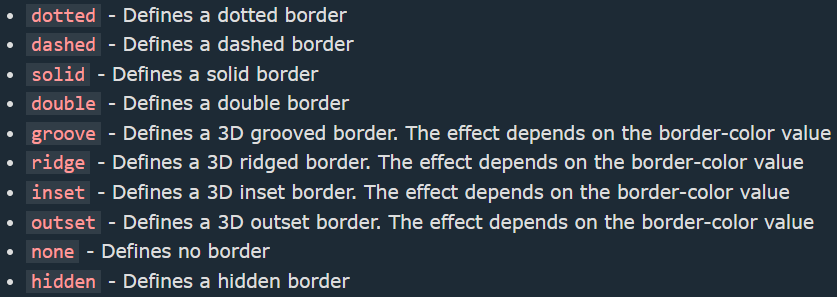 • dotted - Defines a dotted border
• dashed - Defines a dashed border
• solid - Defines a solid border
• double - Defines a double border
• groove - Defines a 3D grooved border. The effect depends on the border-color value
• ridge - Defines a 3D ridged border. The effect depends on the border-color value
• inset - Defines a 3D inset border. The effect depends on the border-color value
• outset - Defines a 3D outset border. The effect depends on the border-color value
• none - Defines no border
• hidden - Defines a hidden border